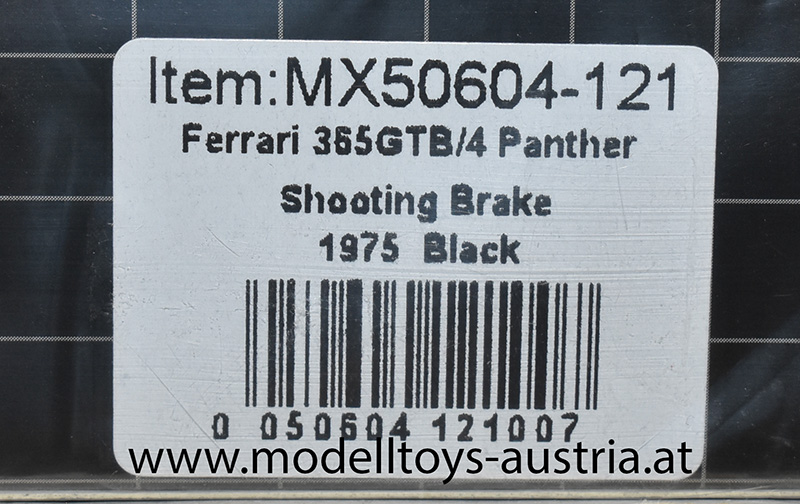 Item:MX50604-121
Ferrari 365GTB/4 Panther
Shooting Brake
1975 Black
0 050604 121007
www.modelltoys-austria.at